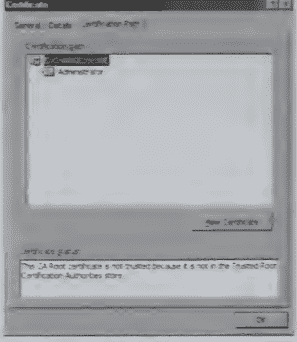 Certificate
General Details Certification Path
Certification path
Administrator
View Certificate
Certificate status:
This CA Root certificate is not trusted because it is not in the Trusted Root
Certification Authorities store.
OK